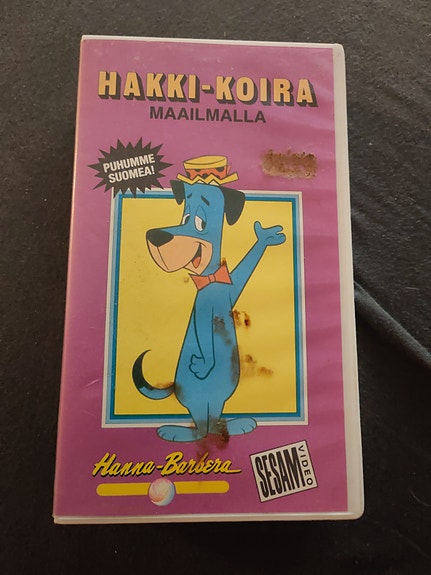 HAKKI-KOIRA
MAAILMALLA
PUHUMME
SUOMEA!
Hanna-Barbera
SESAM
VIDEO